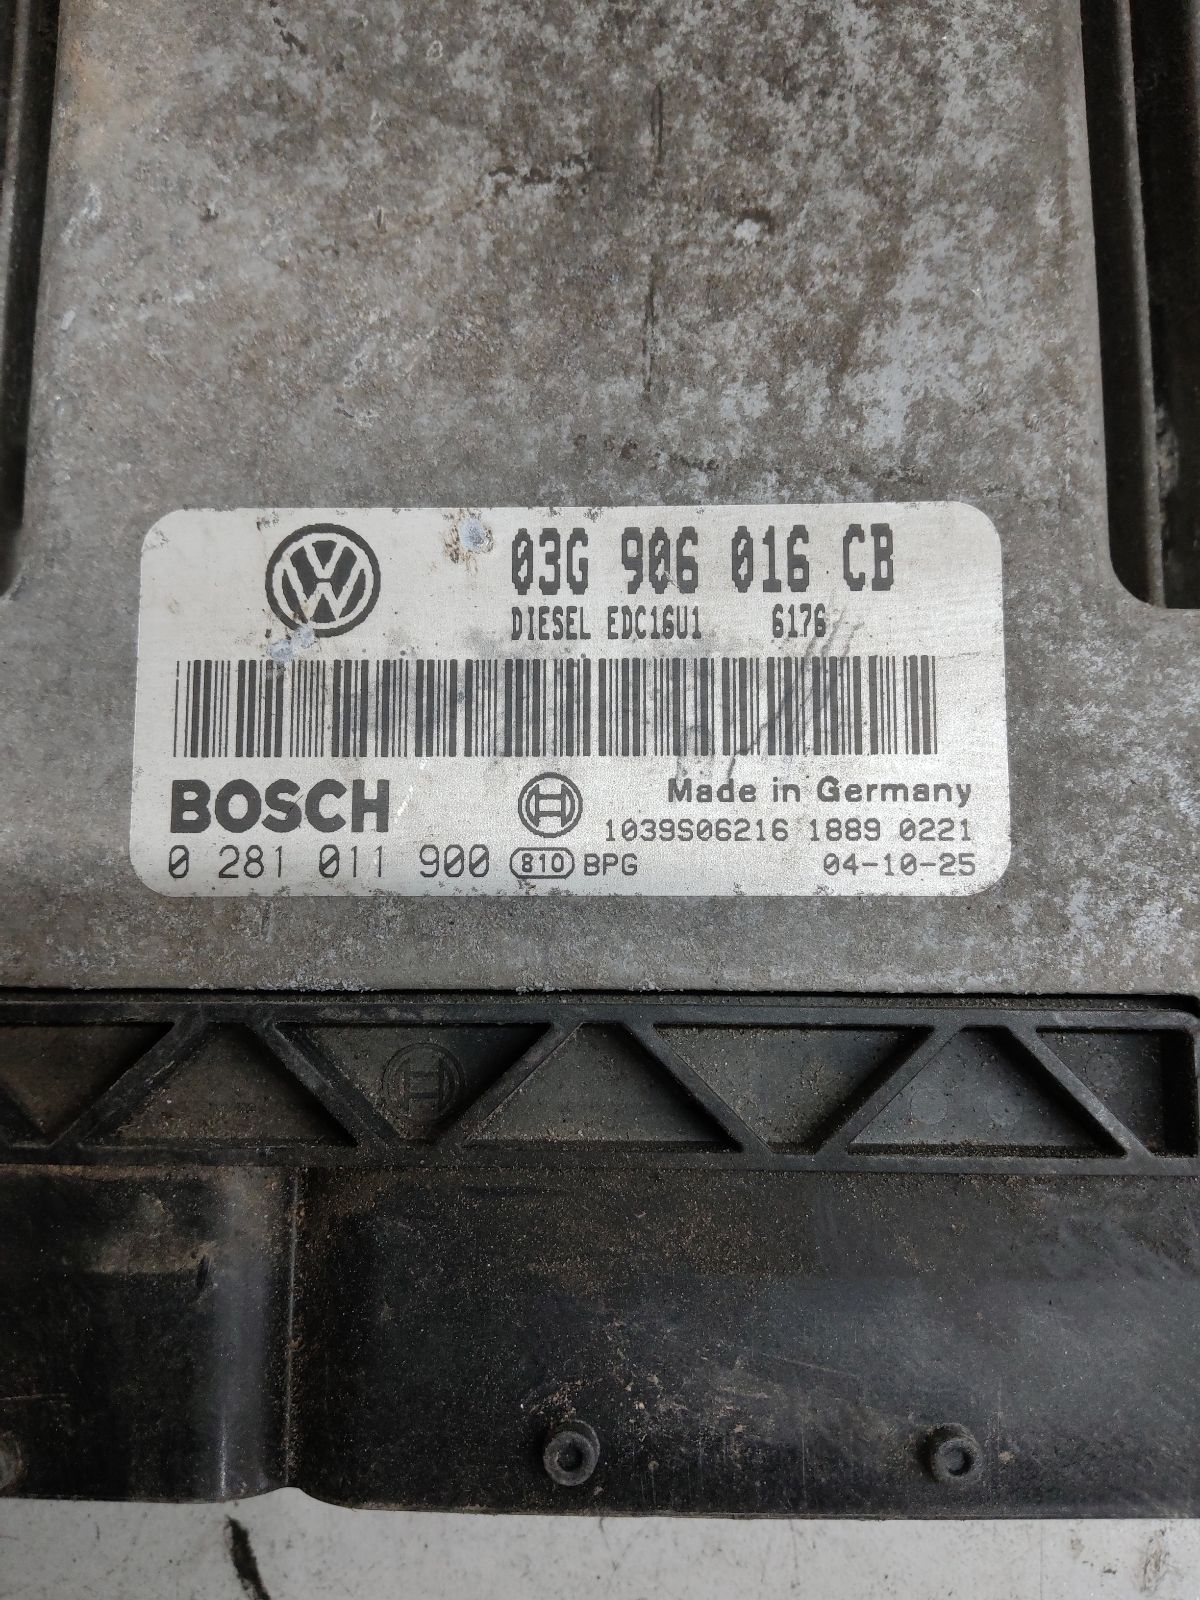 03G 906 016 CB
DIESEL EDC16U1 6176
BOSCH
Made in Germany
1039S06216 1889 0221
0 281 011 900 810 BPG 04-10-25